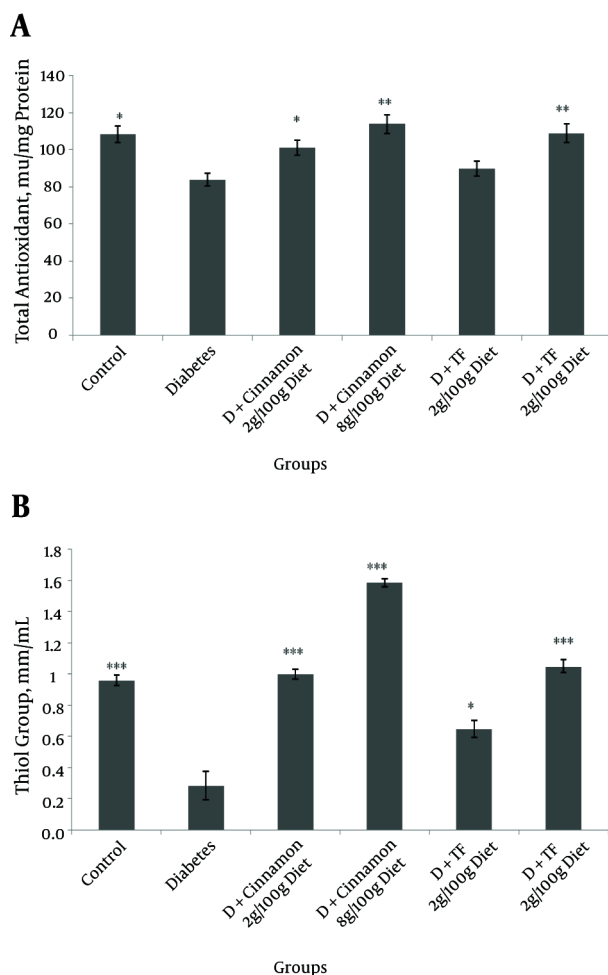 A
Total Antioxidant, mu/mg Protein
140
120
100
80
60
40
20
0
*
*
**
**
Control
Diabetes
D + Cinnamon
2g/100g Diet
D + Cinnamon
8g/100g Diet
D + TF
2g/100g Diet
D + TF
2g/100g Diet
Groups
B
Thiol Group, mm/mL
1.8
1.6
1.4
1.2
1
0.8
0.6
0.4
0.2
0.0
***
***
***
*
***
Control
Diabetes
D + Cinnamon
2g/100g Diet
D + Cinnamon
8g/100g Diet
D + TF
2g/100g Diet
D + TF
2g/100g Diet
Groups